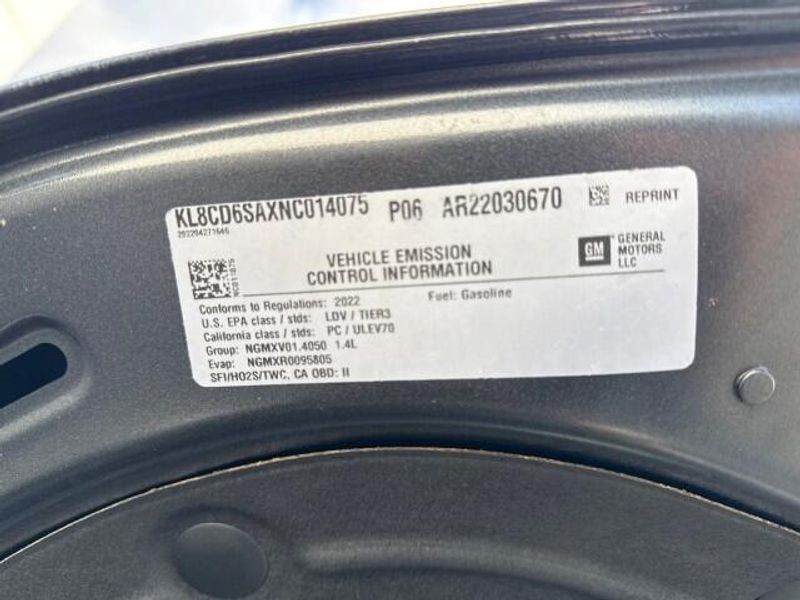 KL8CD6SAXNC014075 P06 AR22030670 REPRINT
202204271646
NC011075
VEHICLE EMISSION
CONTROL INFORMATION
GM GENERAL
MOTORS
LLC
Conforms to Regulations: 2022 Fuel: Gasoline
U.S. EPA class / stds: LDV / TIER3
California class / stds: PC / ULEV70
Group: NGMXV01.4050 1.4L
Evap: NGMXR0095805
SFI/HO2S/TWC, CA OBD: II